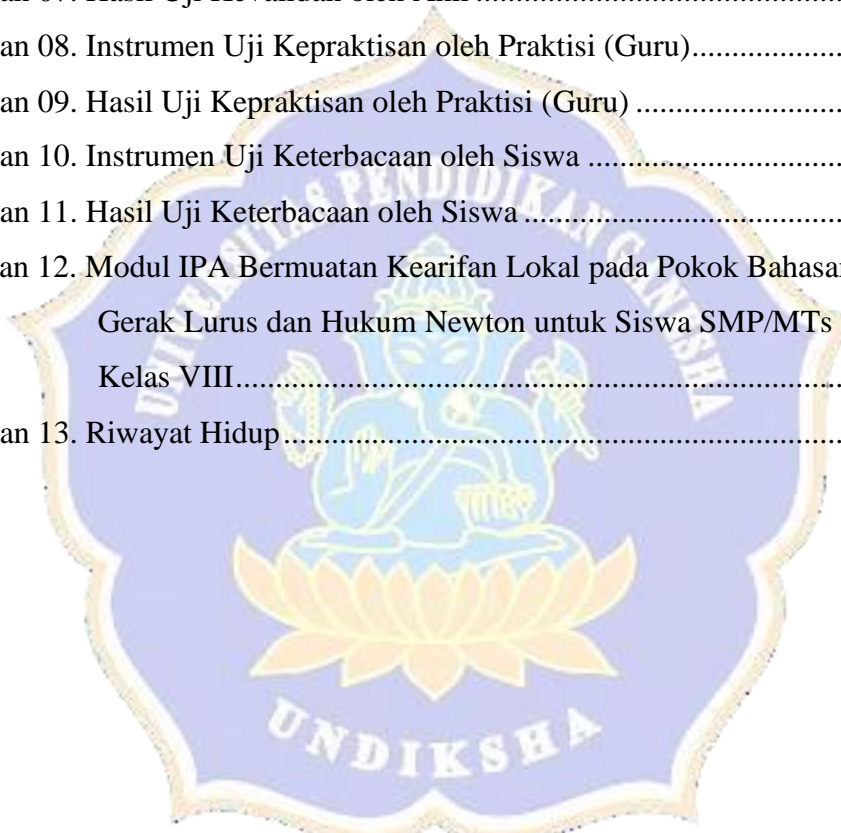 an 07. Hasil Uji Kevalidan oleh Ahli ................................................
an 08. Instrumen Uji Kepraktisan oleh Praktisi (Guru)...................
an 09. Hasil Uji Kepraktisan oleh Praktisi (Guru) ..........................
an 10. Instrumen Uji Keterbacaan oleh Siswa ................................
an 11. Hasil Uji Keterbacaan oleh Siswa ........................................
an 12. Modul IPA Bermuatan Kearifan Lokal pada Pokok Bahasan
Gerak Lurus dan Hukum Newton untuk Siswa SMP/MTs
Kelas VIII.............................................................................
an 13. Riwayat Hidup......................................................................
UNIVERSITAS PENDIDIKAN GANESHA
UNDIKSHA